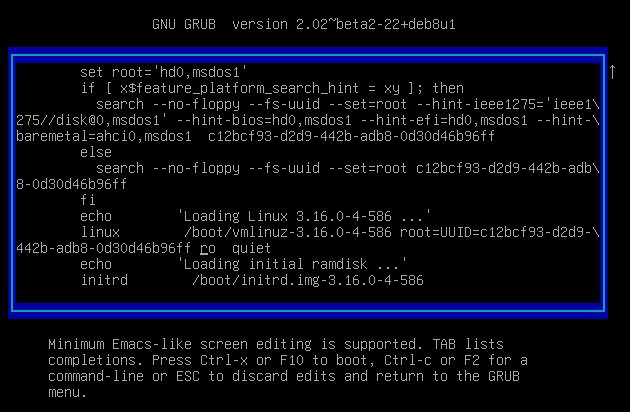 GNU GRUB  version 2.02~beta2-22+deb8u1
set root='hd0,msdos1'
if [ x$feature_platform_search_hint = xy ]; then
search --no-floppy --fs-uuid --set=root --hint-ieee1275='ieee1\
275//disk@0,msdos1' --hint-bios=hd0,msdos1 --hint-efi=hd0,msdos1 --hint-\
baremetal=ahci0,msdos1  c12bcf93-d2d9-442b-adb8-0d30d46b96ff
else
search --no-floppy --fs-uuid --set=root c12bcf93-d2d9-442b-adb\
8-0d30d46b96ff
fi
echo        'Loading Linux 3.16.0-4-586 ...'
linux        /boot/vmlinuz-3.16.0-4-586 root=UUID=c12bcf93-d2d9-\
442b-adb8-0d30d46b96ff ro  quiet
echo        'Loading initial ramdisk ...'
initrd        /boot/initrd.img-3.16.0-4-586
Minimum Emacs-like screen editing is supported. TAB lists
completions. Press Ctrl-x or F10 to boot, Ctrl-c or F2 for a
command-line or ESC to discard edits and return to the GRUB
menu.